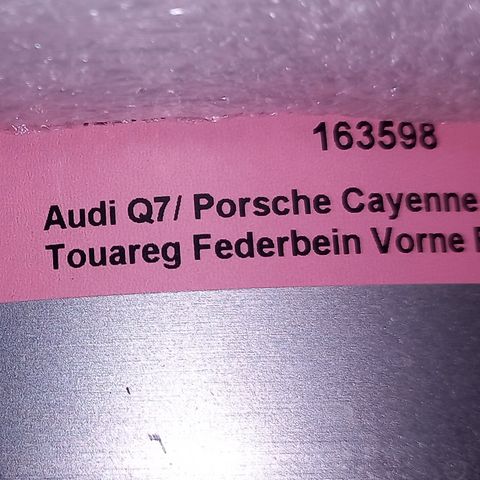 163598
Audi Q7/ Porsche Cayenne
Touareg Federbein Vorne